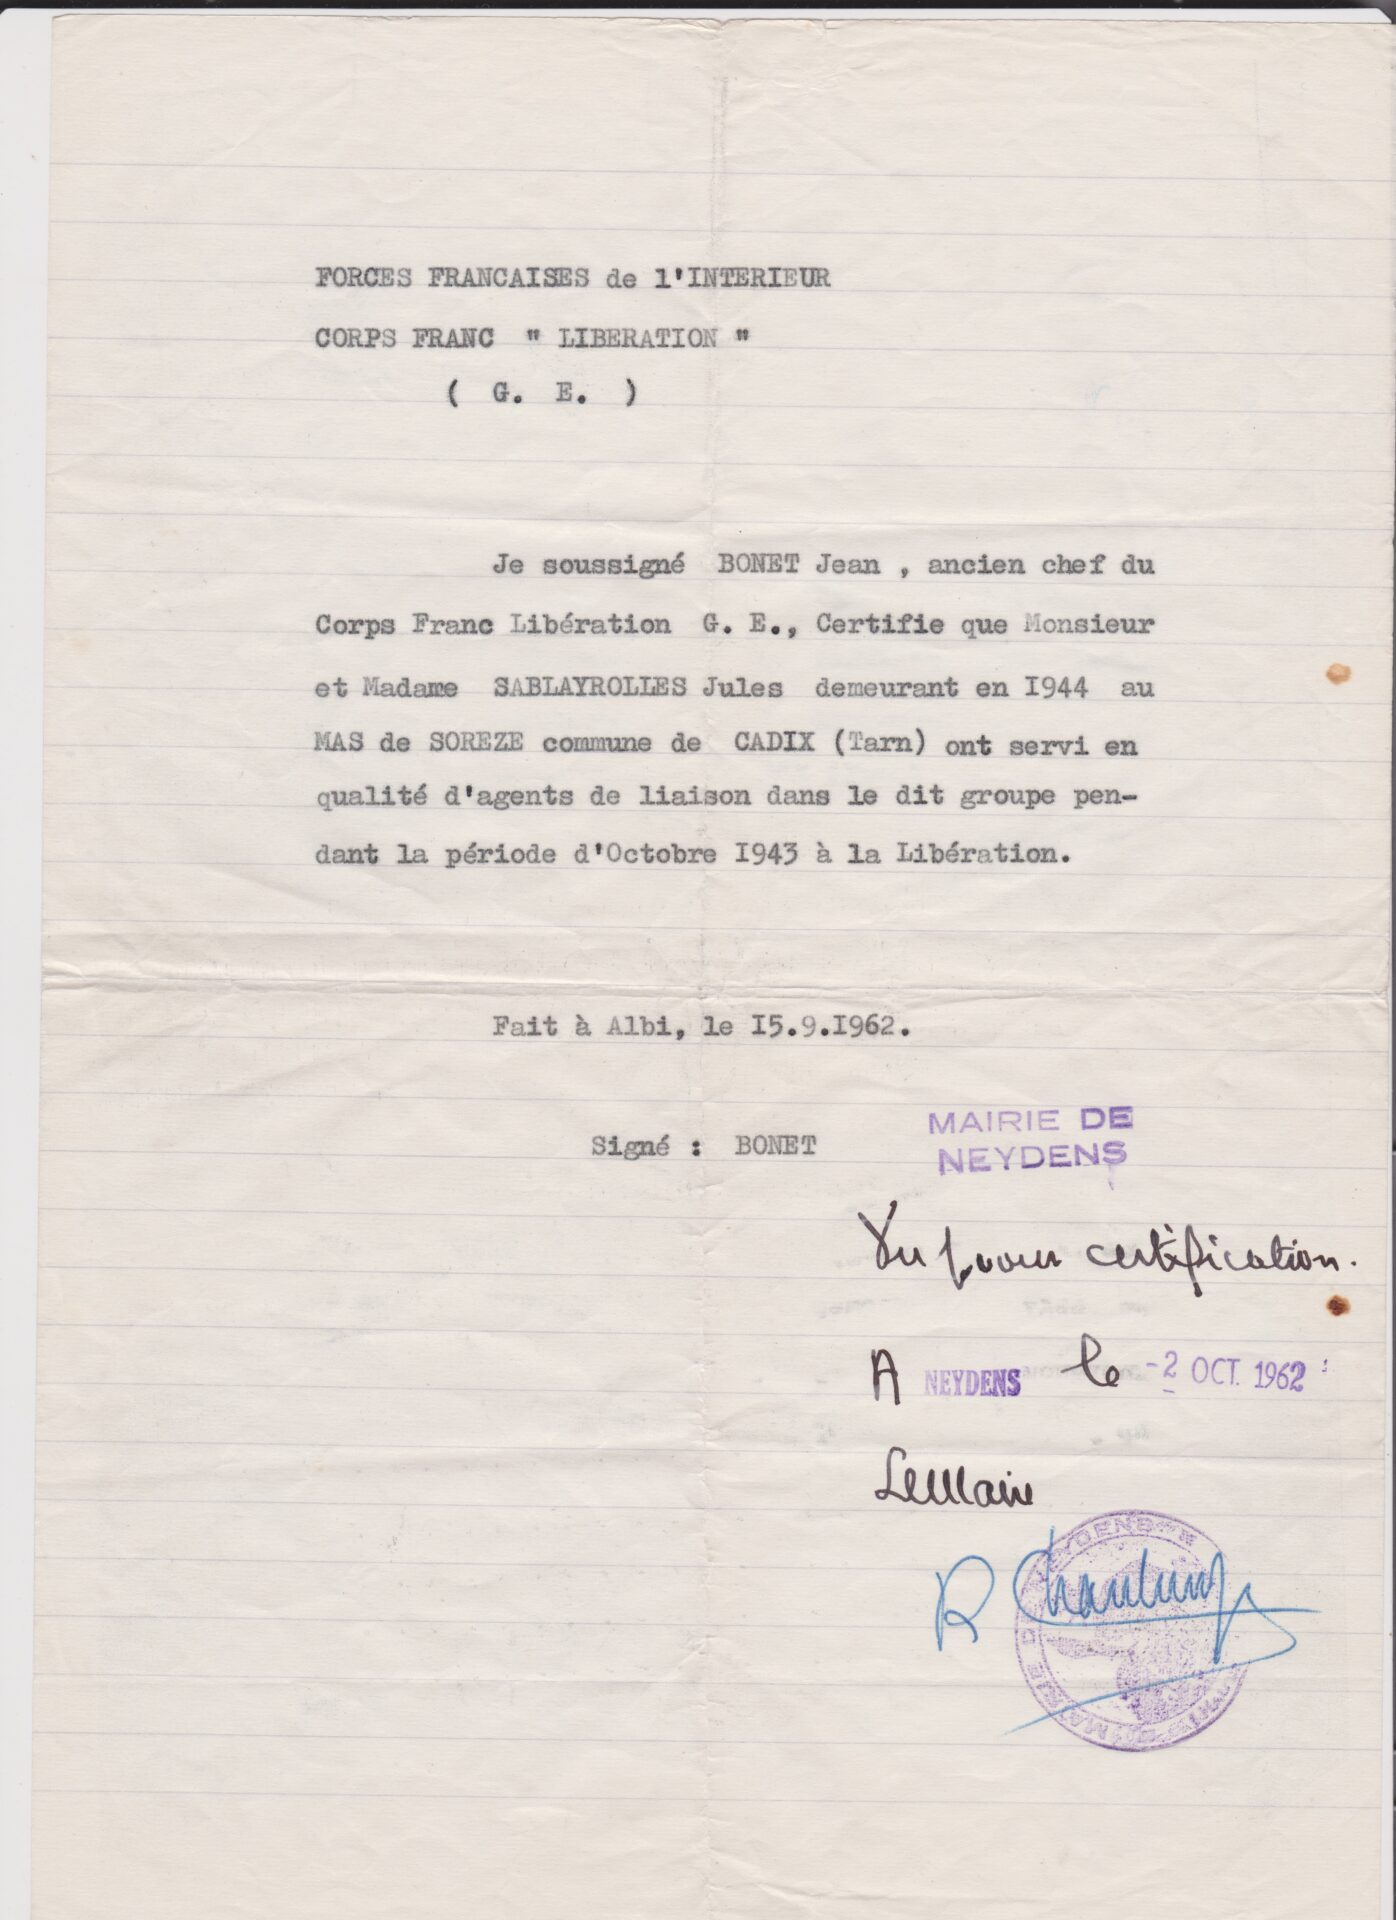 FORCES FRANCAISES de l'INTERIEUR
CORPS FRANC " LIBERATION "
( G. E. )
Je soussigné BONET Jean , ancien chef du
Corps Franc Libération G. E., Certifie que Monsieur
et Madame SABLAYROLLES Jules demeurant en I944 au
MAS de SOREZE commune de CADIX (Tarn) ont servi en
qualité d'agents de liaison dans le dit groupe pen-
dant la période d'Octobre I943 à la Libération.
Fait à Albi, le I5.9.I962.
Signé : BONET
MAIRIE DE
NEYDENS
Vu pour certification.
A NEYDENS le -2 OCT. 1962
Le Maire
MAIRIE DE NEYDENS